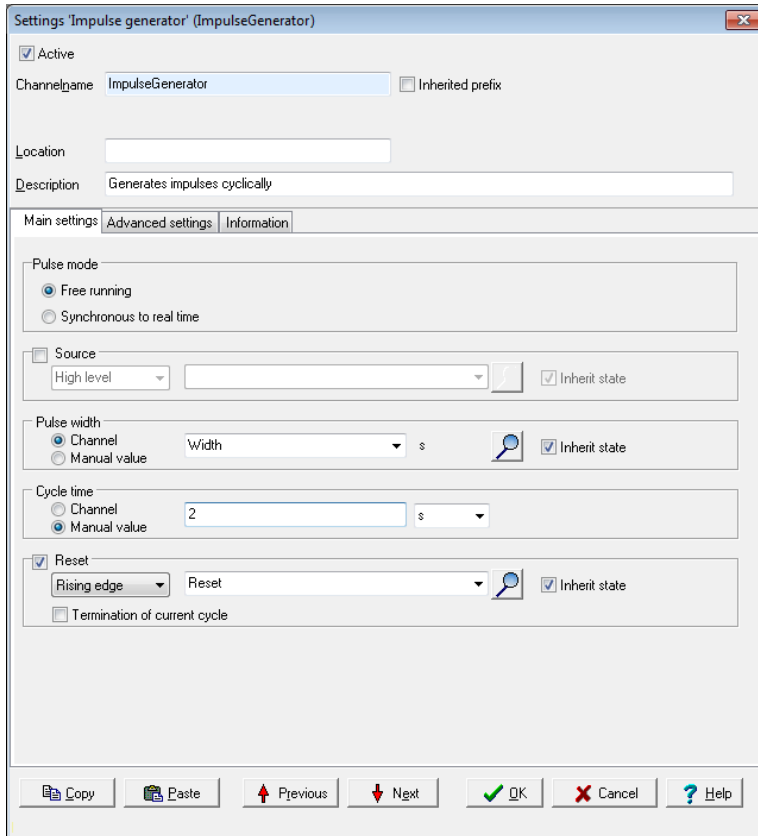 Settings 'Impulse generator' (ImpulseGenerator)
Active
Channelname ImpulseGenerator Inherited prefix
Location
Description Generates impulses cyclically
Main settings Advanced settings Information
Pulse mode
Free running
Synchronous to real time
Source
High level Inherit state
Pulse width
Channel
Manual value
Width s Inherit state
Cycle time
Channel
Manual value
2 s
Reset
Rising edge Reset Inherit state
Termination of current cycle
Copy Paste Previous Next OK Cancel Help